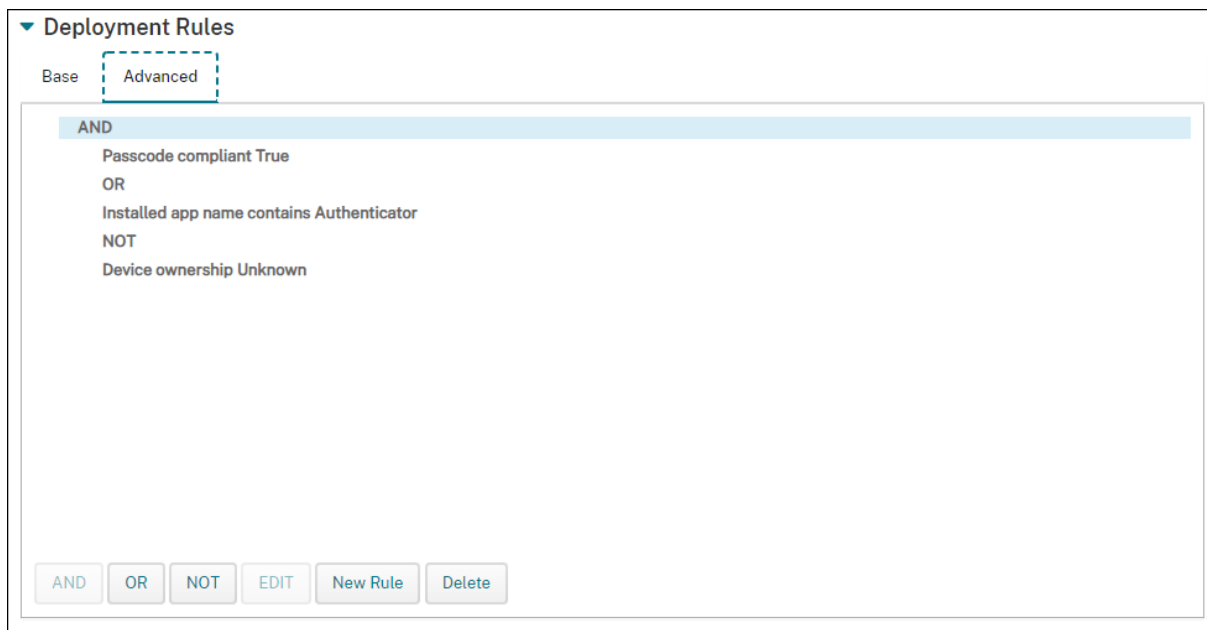 Deployment Rules
Base Advanced
AND
Passcode compliant True
OR
Installed app name contains Authenticator
NOT
Device ownership Unknown
AND OR NOT EDIT New Rule Delete